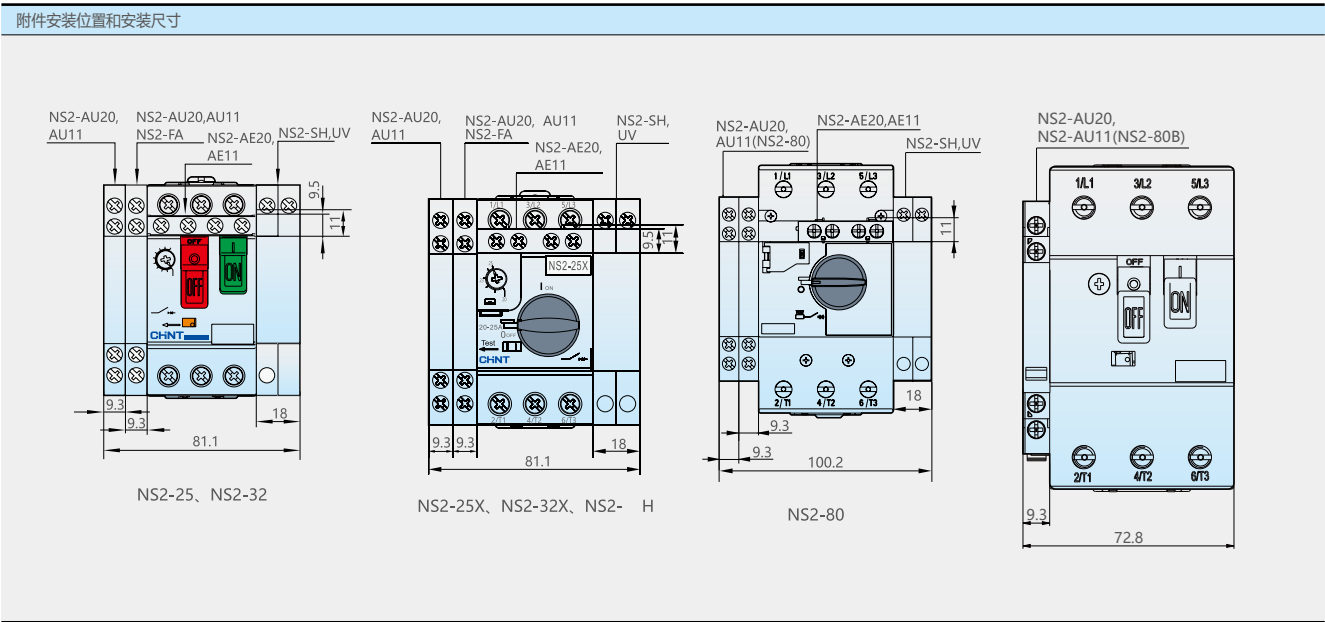 附件安装位置和安装尺寸
NS2-AU20,
AU11
NS2-AU20,AU11
NS2-FA
NS2-AE20,
AE11
NS2-SH,UV
9.5
11
OFF
OFF
I
ON
CHNT
9.3
9.3
18
81.1
NS2-25、NS2-32
NS2-AU20,
AU11
NS2-AU20, AU11
NS2-FA
NS2-AE20,
AE11
NS2-SH,
UV
1/L1 3/L2 5/L3
9.5
11
NS2-25X
I ON
20-25A
O OFF
Test
CHNT
2/T1 4/T2 6/T3
9.3 9.3
18
81.1
NS2-25X、NS2-32X、NS2- H
NS2-AU20,
AU11(NS2-80)
NS2-AE20,AE11
NS2-SH,UV
1/L1 3/L2 5/L3
11
2/T1 4/T2 6/T3
18
9.3
9.3
100.2
NS2-80
NS2-AU20,
NS2-AU11(NS2-80B)
1/L1 3/L2 5/L3
OFF
OFF
I
ON
2/T1 4/T2 6/T3
9.3
72.8